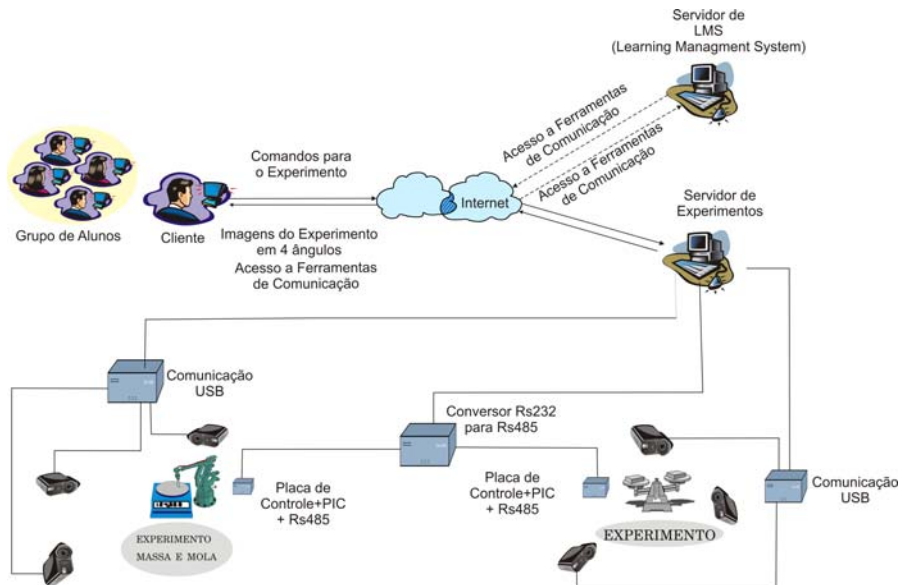 Servidor de
LMS
(Learning Managment System)
Acesso a Ferramentas
de Comunicação
Acesso a Ferramentas
de Comunicação
Comandos para
o Experimento
Internet
Servidor de
Experimentos
Grupo de Alunos
Cliente
Imagens do Experimento
em 4 ângulos
Acesso a Ferramentas
de Comunicação
Comunicação
USB
Conversor Rs232
para Rs485
Placa de
Controle+PIC
+ Rs485
Placa de
Controle+PIC
+ Rs485
Comunicação
USB
EXPERIMENTO
MASSA E MOLA
EXPERIMENTO